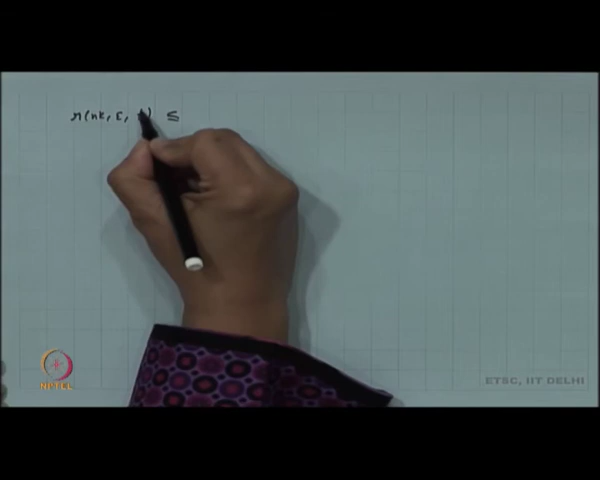 r(nk, ε, ) ≤
NPTEL
ETSC, IIT DELHI